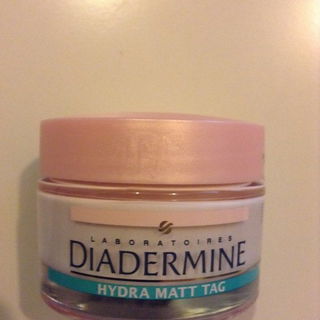 LABORATOIRES
DIADERMINE
HYDRA MATT TAG